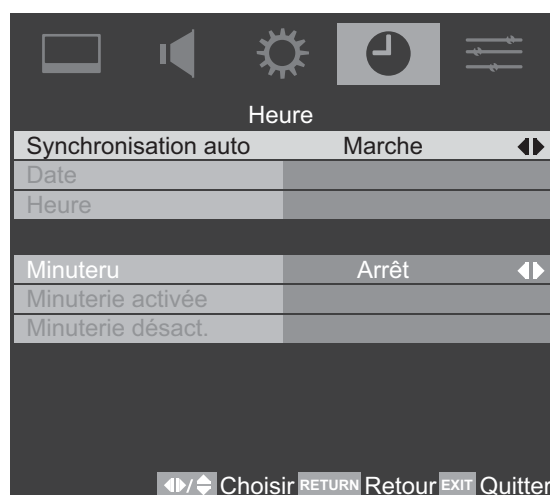 Heure
Synchronisation auto Marche
Date
Heure
Minuteru Arrêt
Minuterie activée
Minuterie désact.
Choisir RETURN Retour EXIT Quitter